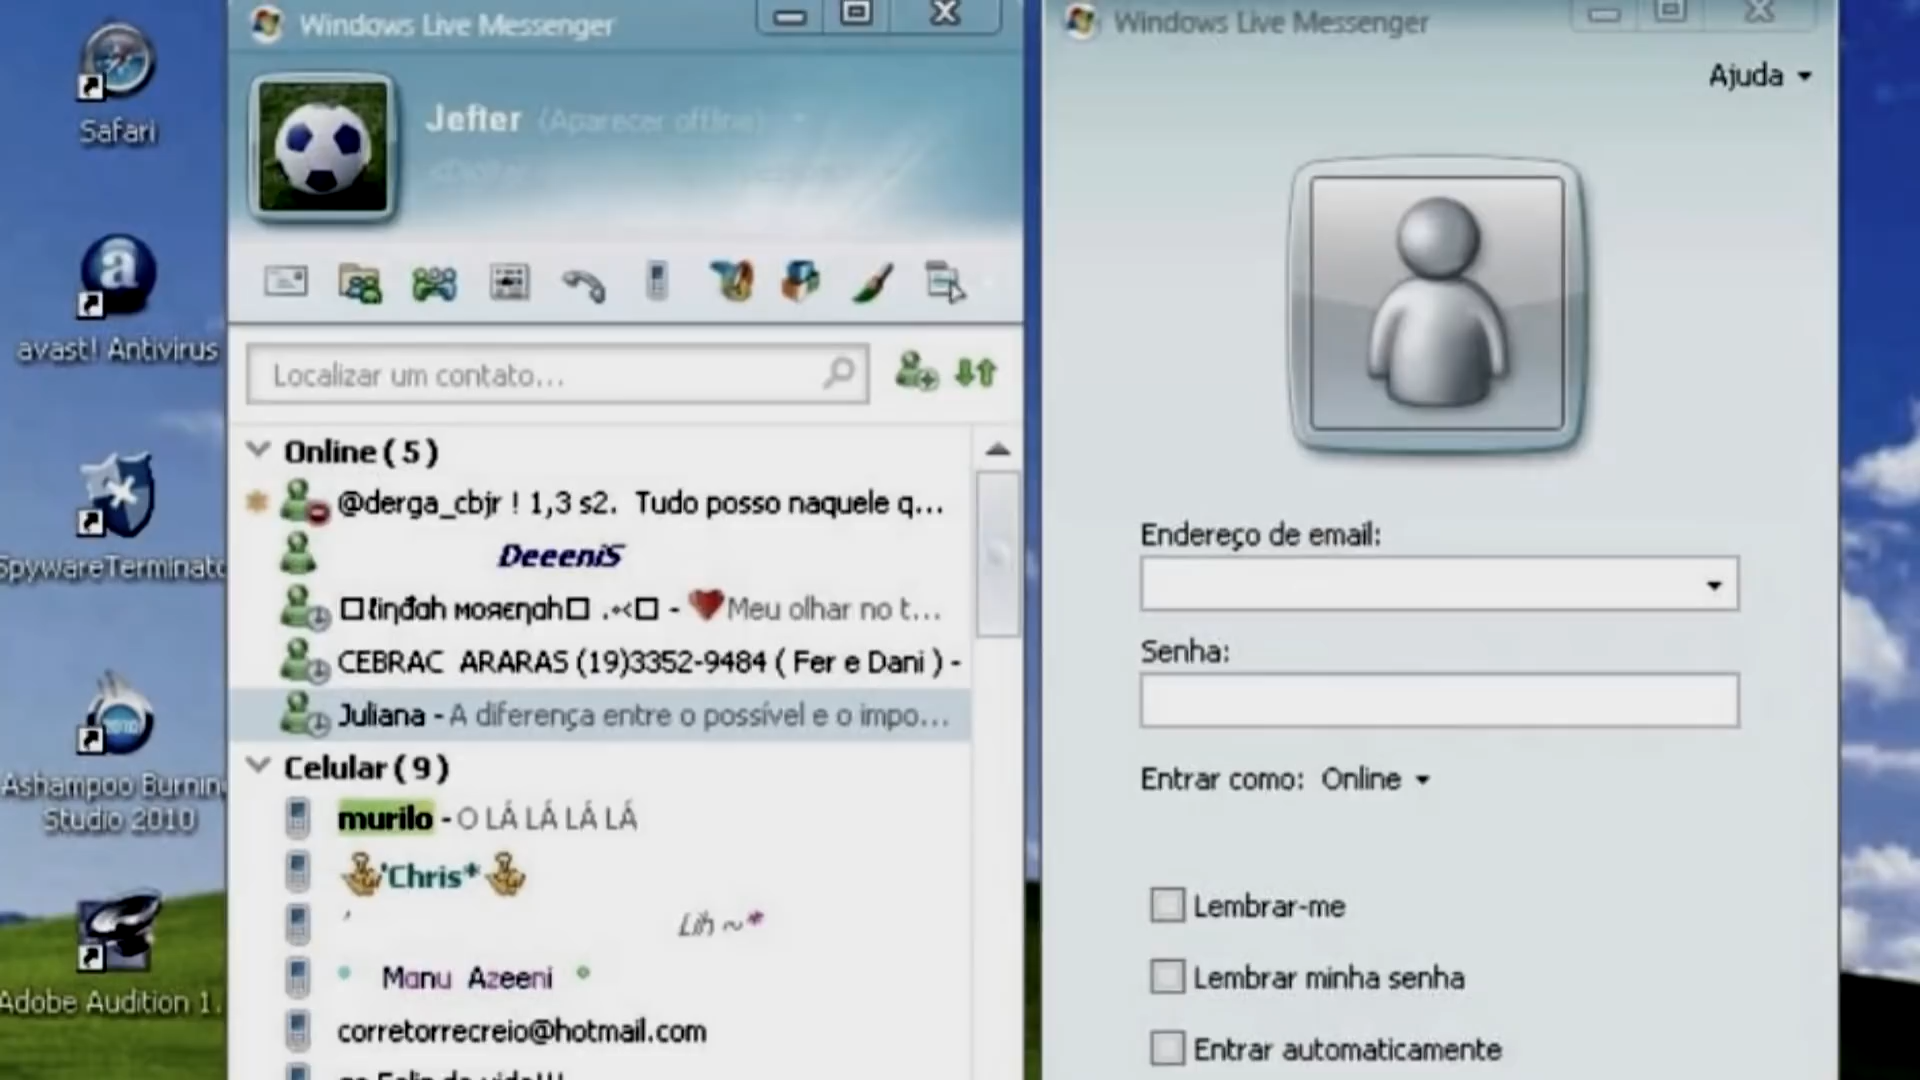 Safari
avast! Antivirus
SpywareTerminato
Ashampoo Burnin
Studio 2010
Adobe Audition 1.
Windows Live Messenger
Jefter (Aparecer offline)
Localizar um contato...
Online ( 5 )
@derga_cbjr ! 1,3 s2. Tudo posso naquele q...
DeeeniS
□ℓiηđαh мoяεηαh□ .•<□ - ❤Meu olhar no t...
CEBRAC ARARAS (19)3352-9484 ( Fer e Dani ) -
Juliana - A diferença entre o possível e o impo...
Celular ( 9 )
murilo - O LÁ LÁ LÁ LÁ
'Chris*
' Lih ~*
Manu Azeeni
corretorrecreio@hotmail.com
Windows Live Messenger
Ajuda
Endereço de email:
Senha:
Entrar como: Online
Lembrar-me
Lembrar minha senha
Entrar automaticamente